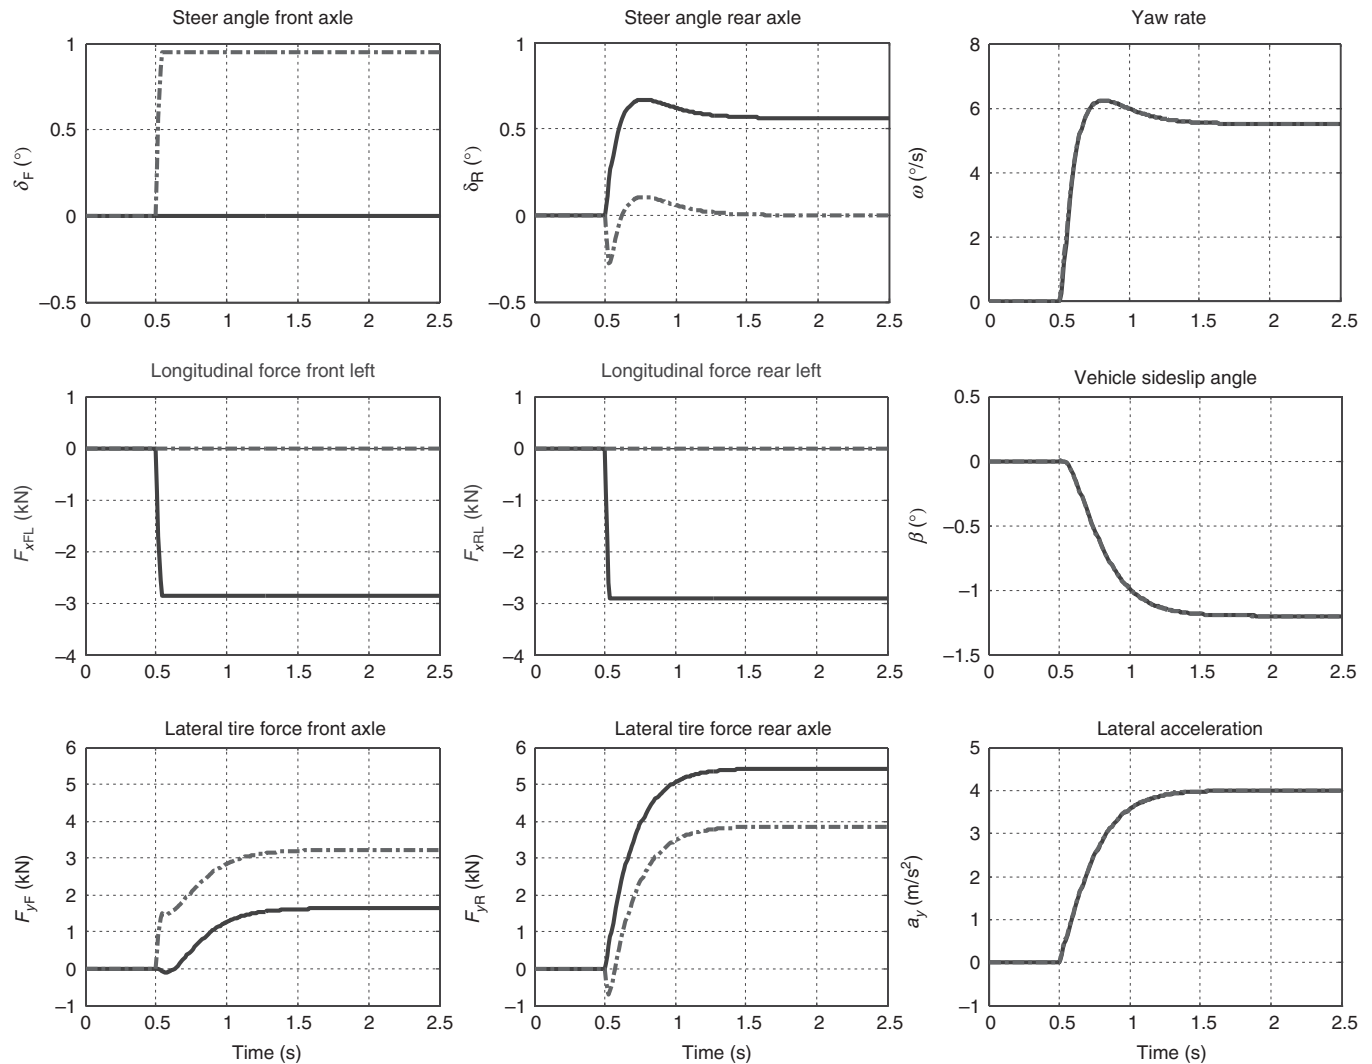 Steer angle front axle
1
0.5
0
−0.5
δF (°)
0 0.5 1 1.5 2 2.5
Steer angle rear axle
1
0.5
0
−0.5
δR (°)
0 0.5 1 1.5 2 2.5
Yaw rate
8
6
4
2
0
ω (°/s)
0 0.5 1 1.5 2 2.5
Longitudinal force front left
1
0
−1
−2
−3
−4
FxFL (kN)
0 0.5 1 1.5 2 2.5
Longitudinal force rear left
1
0
−1
−2
−3
−4
FxRL (kN)
0 0.5 1 1.5 2 2.5
Vehicle sideslip angle
0.5
0
−0.5
−1
−1.5
β (°)
0 0.5 1 1.5 2 2.5
Lateral tire force front axle
6
5
4
3
2
1
0
−1
FyF (kN)
0 0.5 1 1.5 2 2.5
Time (s)
Lateral tire force rear axle
6
5
4
3
2
1
0
−1
FyR (kN)
0 0.5 1 1.5 2 2.5
Time (s)
Lateral acceleration
5
4
3
2
1
0
−1
ay (m/s²)
0 0.5 1 1.5 2 2.5
Time (s)